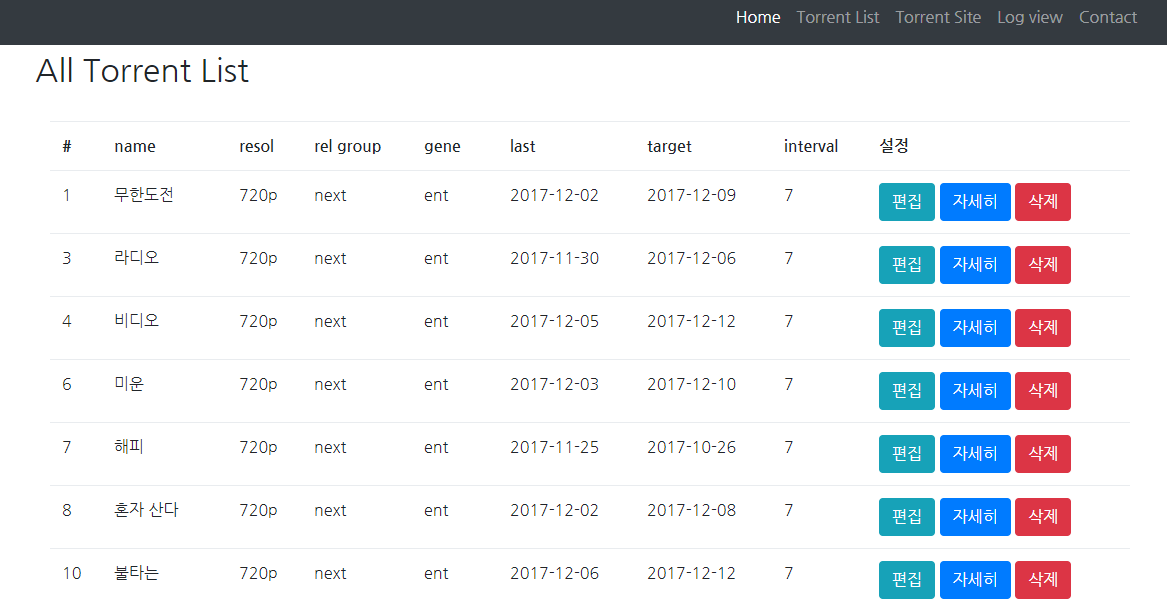 Home Torrent List Torrent Site Log view Contact
All Torrent List
# name resol rel group gene last target interval 설정
1 무한도전 720p next ent 2017-12-02 2017-12-09 7 편집 자세히 삭제
3 라디오 720p next ent 2017-11-30 2017-12-06 7 편집 자세히 삭제
4 비디오 720p next ent 2017-12-05 2017-12-12 7 편집 자세히 삭제
6 미운 720p next ent 2017-12-03 2017-12-10 7 편집 자세히 삭제
7 해피 720p next ent 2017-11-25 2017-10-26 7 편집 자세히 삭제
8 혼자 산다 720p next ent 2017-12-02 2017-12-08 7 편집 자세히 삭제
10 불타는 720p next ent 2017-12-06 2017-12-12 7 편집 자세히 삭제